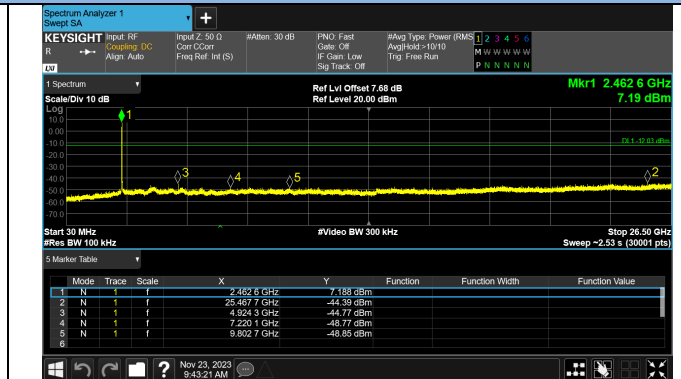 Spectrum Analyzer 1
Swept SA
+
KEYSIGHT Input: RF Input Z: 50 Ω #Atten: 30 dB PNO: Fast #Avg Type: Power (RMS 1 2 3 4 5 6
R Coupling: DC Corr CCorr Gate: Off Avg|Hold:>10/10 M W W W W W
Align: Auto Freq Ref: Int (S) IF Gain: Low Trig: Free Run
Sig Track: Off P N N N N N
LXI
1 Spectrum
Scale/Div 10 dB
Ref Lvl Offset 7.68 dB
Ref Level 20.00 dBm
Mkr1 2.462 6 GHz
7.19 dBm
Log
10.0
0.00
-10.0
-20.0
-30.0
-40.0
-50.0
-60.0
-70.0
1
DL1 -12.03 dBm
3
4
5
2
Start 30 MHz #Video BW 300 kHz Stop 26.50 GHz
#Res BW 100 kHz Sweep ~2.53 s (30001 pts)
5 Marker Table
Mode Trace Scale X Y Function Function Width Function Value
1 N 1 f 2.462 6 GHz 7.188 dBm
2 N 1 f 25.467 7 GHz -44.39 dBm
3 N 1 f 4.924 3 GHz -44.77 dBm
4 N 1 f 7.220 1 GHz -48.77 dBm
5 N 1 f 9.802 7 GHz -48.85 dBm
6
?
Nov 23, 2023
9:43:21 AM